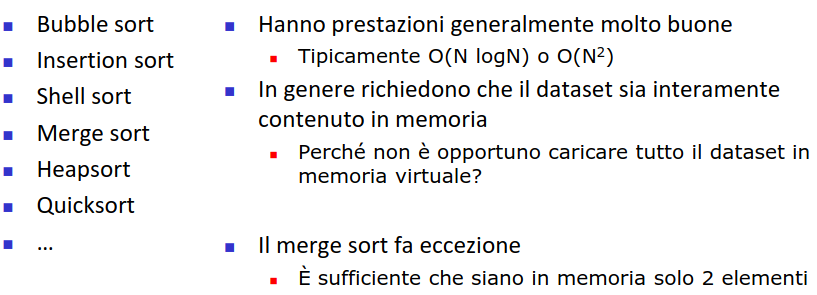 Bubble sort
Insertion sort
Shell sort
Merge sort
Heapsort
Quicksort
...
Hanno prestazioni generalmente molto buone
Tipicamente O(N logN) o O(N²)
In genere richiedono che il dataset sia interamente
contenuto in memoria
Perché non è opportuno caricare tutto il dataset in
memoria virtuale?
Il merge sort fa eccezione
È sufficiente che siano in memoria solo 2 elementi